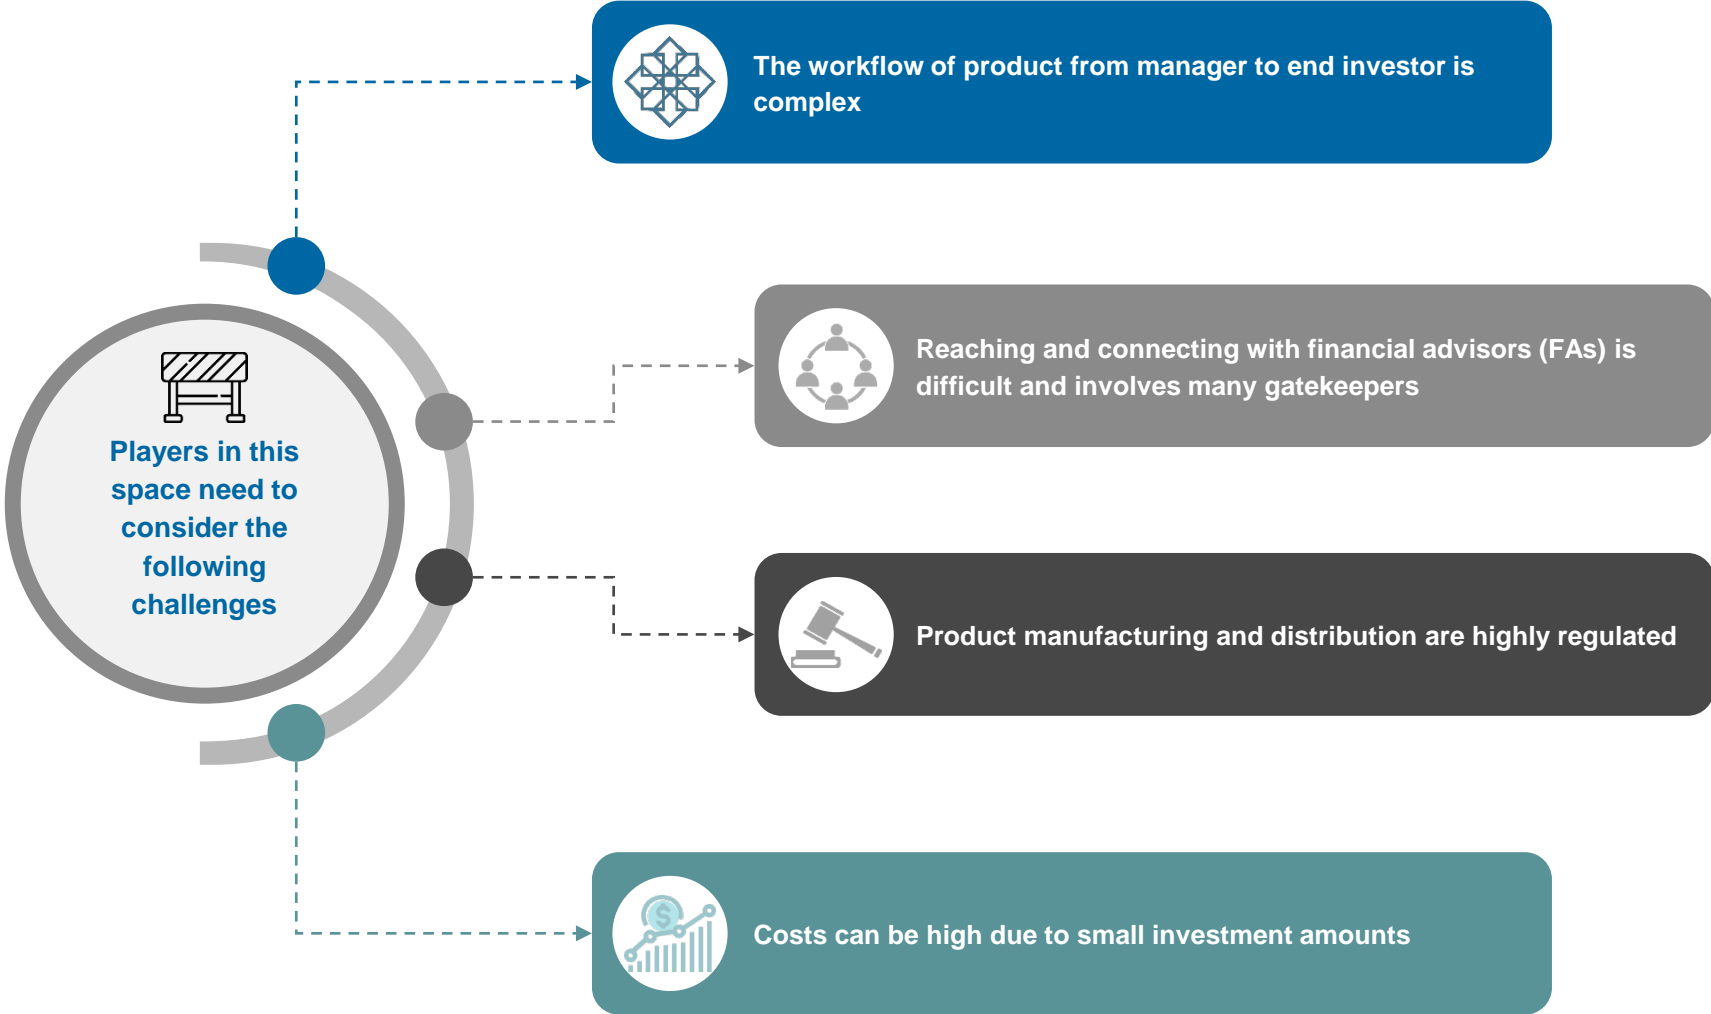 Players in this
space need to
consider the
following
challenges
The workflow of product from manager to end investor is
complex
Reaching and connecting with financial advisors (FAs) is
difficult and involves many gatekeepers
Product manufacturing and distribution are highly regulated
$
Costs can be high due to small investment amounts